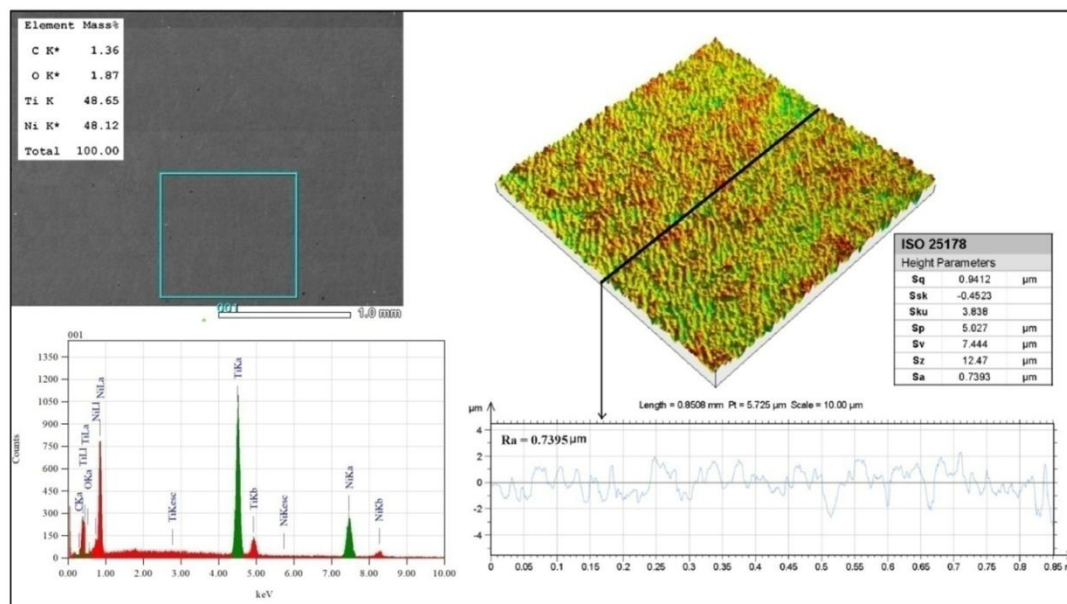 Element Mass%
C K* 1.36
O K* 1.87
Ti K 48.65
Ni K* 48.12
Total 100.00
001
1.0 mm
ISO 25178
Height Parameters
Sq 0.9412 µm
Ssk -0.4523
Sku 3.838
Sp 5.027 µm
Sv 7.444 µm
Sz 12.47 µm
Sa 0.7393 µm
001
Counts
1350
1200
1050
900
750
600
450
300
150
0
CKa
TiLl
TiLa
OKa
NiLl
NiLa
TiKesc
TiKa
TiKb
NiKesc
NiKa
NiKb
0.00 1.00 2.00 3.00 4.00 5.00 6.00 7.00 8.00 9.00 10.00
keV
Length = 0.8508 mm Pt = 5.725 µm Scale = 10.00 µm
µm
Ra = 0.7395µm
4
2
0
-2
-4
0 0.05 0.1 0.15 0.2 0.25 0.3 0.35 0.4 0.45 0.5 0.55 0.6 0.65 0.7 0.75 0.8 0.85